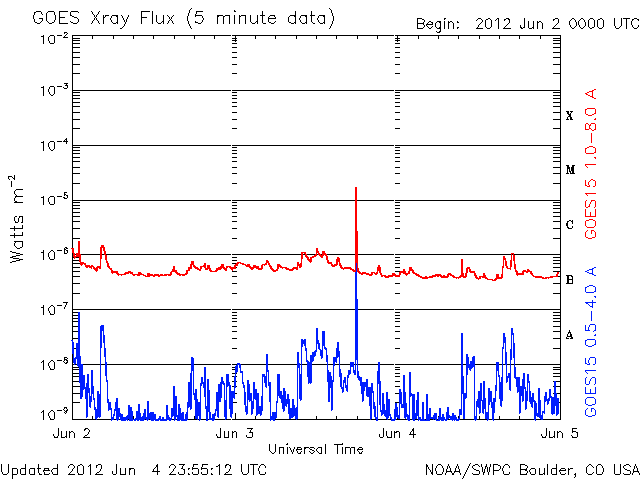 GOES Xray Flux (5 minute data)
Begin: 2012 Jun 2 0000 UTC
10-2
10-3
10-4
10-5
10-6
10-7
10-8
10-9
Watts m-2
X
M
C
B
A
GOES15 1.0-8.0 A
GOES15 0.5-4.0 A
Jun 2
Jun 3
Jun 4
Jun 5
Universal Time
Updated 2012 Jun 4 23:55:12 UTC
NOAA/SWPC Boulder, CO USA